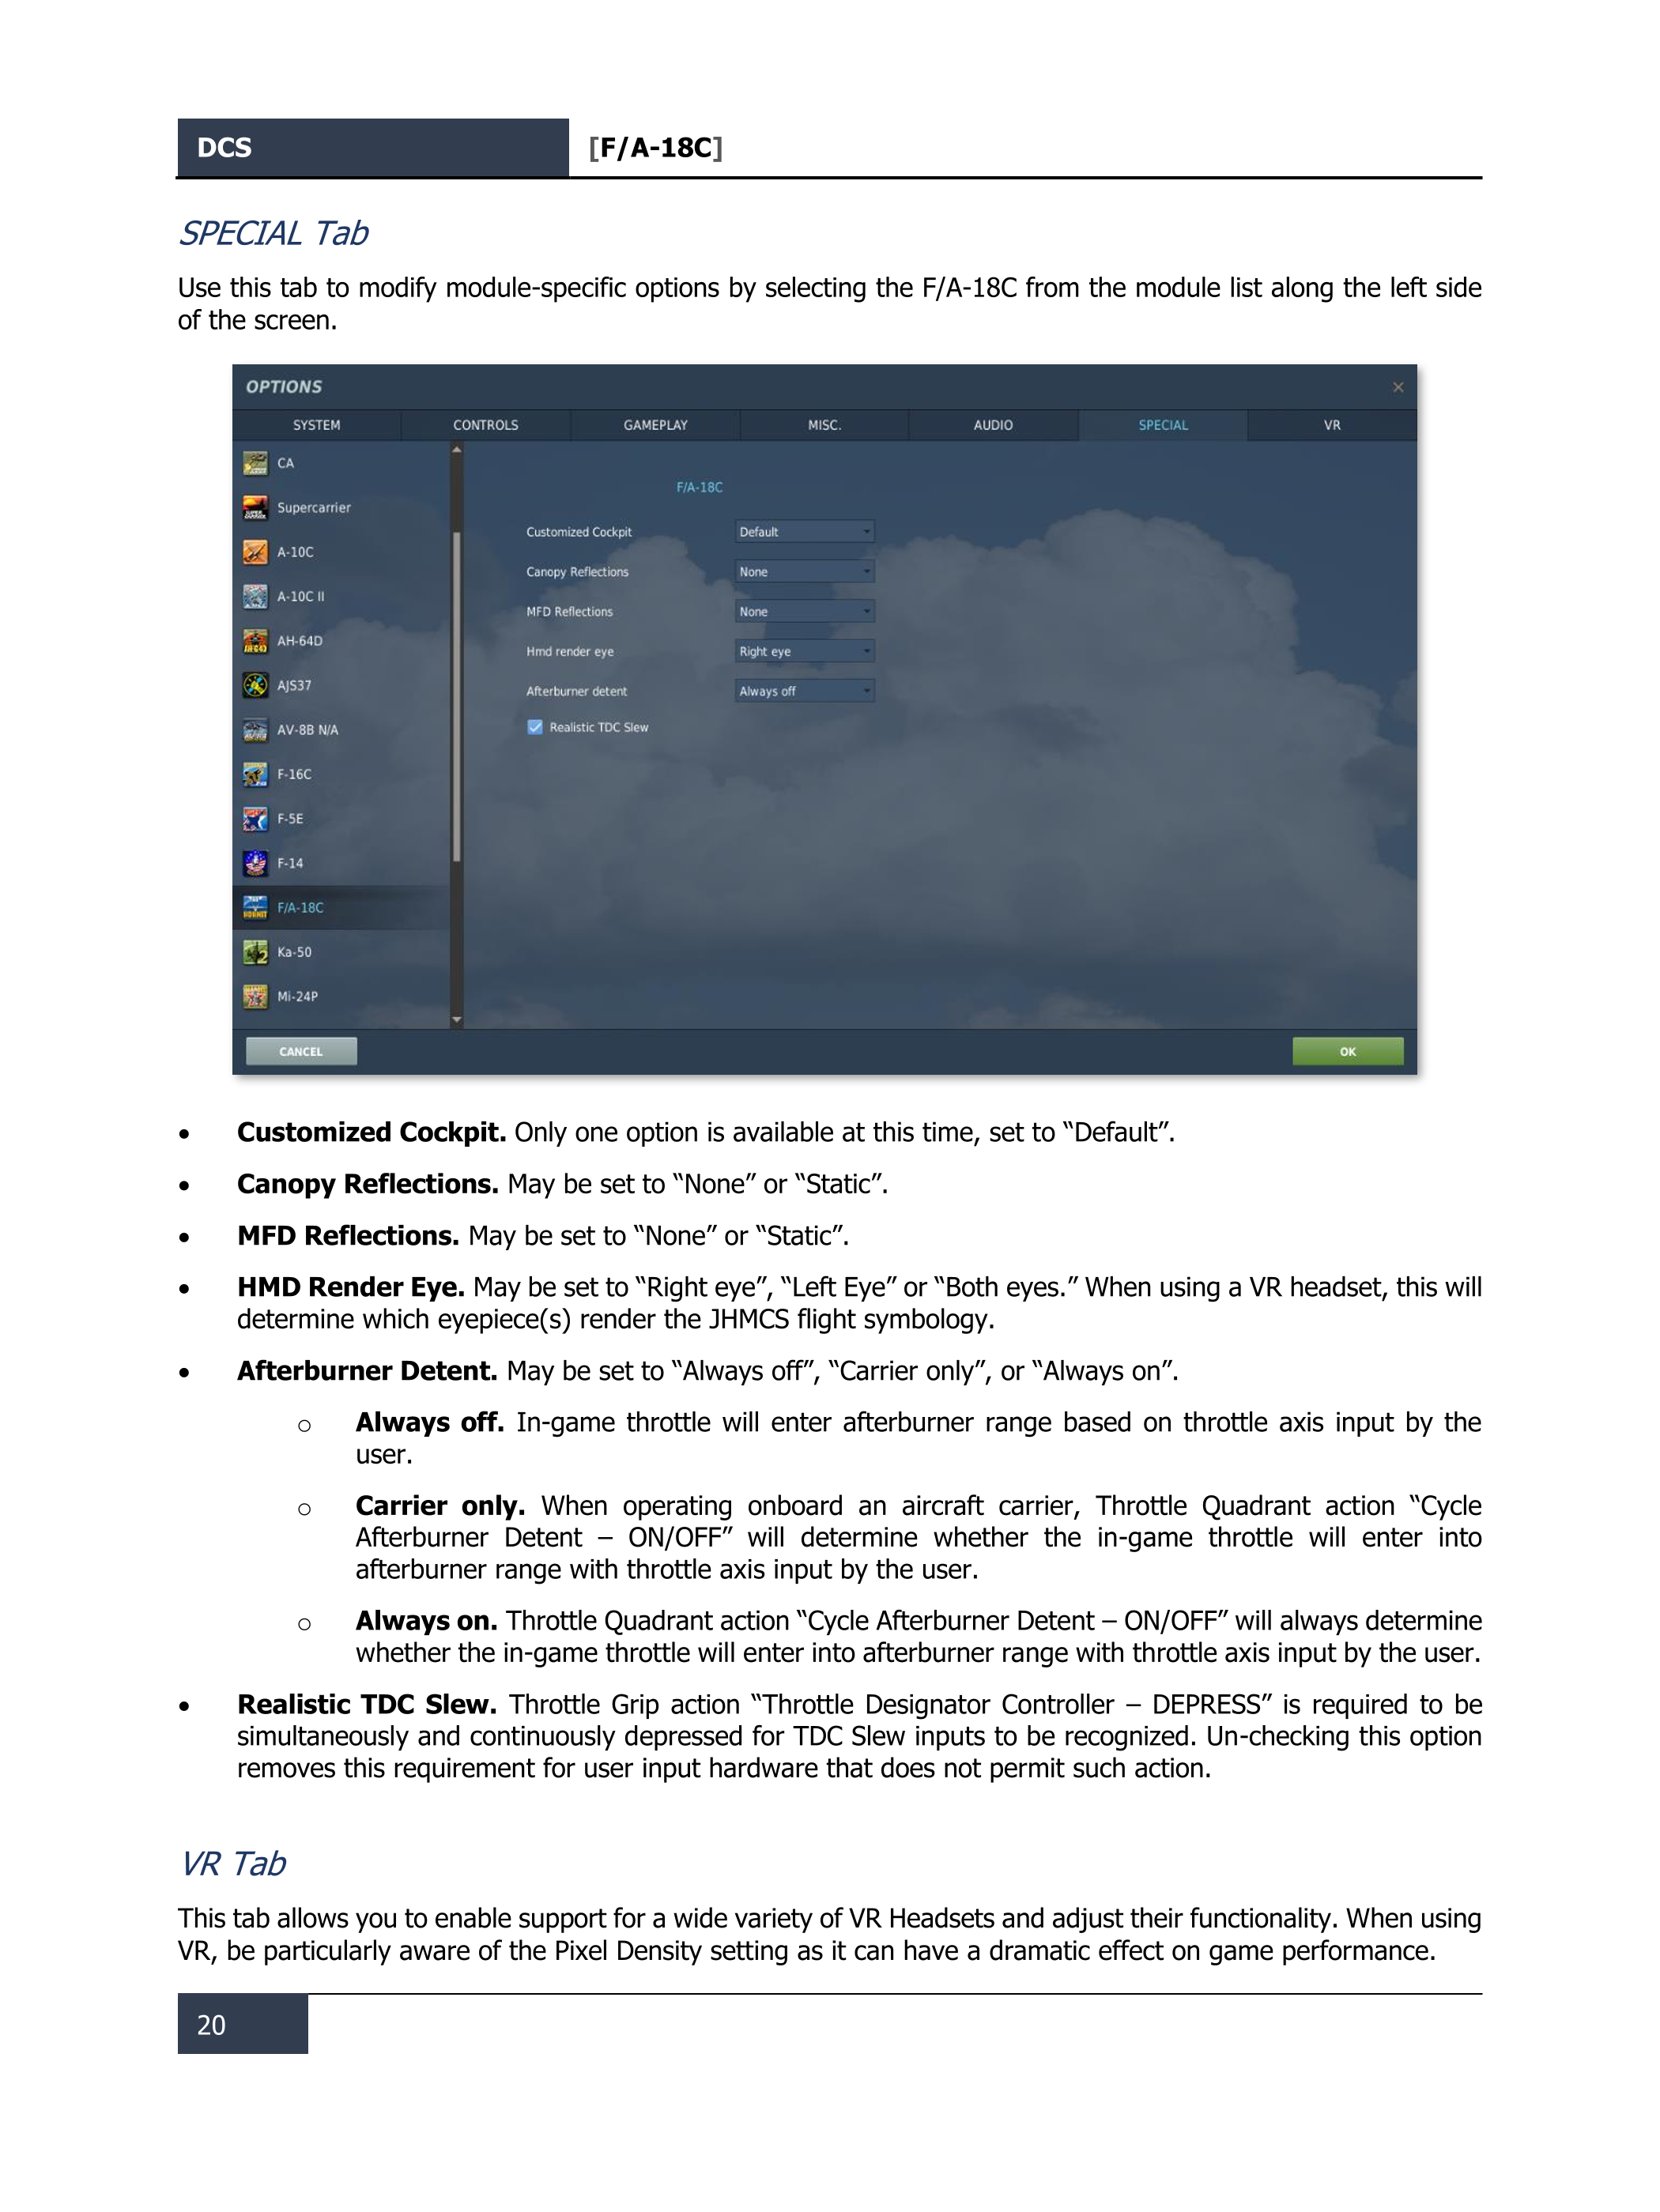 DCS
[F/A-18C]
SPECIAL Tab
Use this tab to modify module-specific options by selecting the F/A-18C from the module list along the left side
of the screen.
OPTIONS
SYSTEM
CONTROLS
GAMEPLAY
MISC.
AUDIO
SPECIAL
VR
CA
Supercarrier
A-10C
A-10C II
AH-64D
AJS37
AV-8B N/A
F-16C
F-5E
F-14
F/A-18C
Ka-50
Mi-24P
F/A-18C
Customized Cockpit
Default
Canopy Reflections
None
MFD Reflections
None
Hmd render eye
Right eye
Afterburner detent
Always off
Realistic TDC Slew
CANCEL
OK
• Customized Cockpit. Only one option is available at this time, set to “Default”.
• Canopy Reflections. May be set to “None” or “Static”.
• MFD Reflections. May be set to “None” or “Static”.
• HMD Render Eye. May be set to “Right eye”, “Left Eye” or “Both eyes.” When using a VR headset, this will
determine which eyepiece(s) render the JHMCS flight symbology.
• Afterburner Detent. May be set to “Always off”, “Carrier only”, or “Always on”.
o Always off. In-game throttle will enter afterburner range based on throttle axis input by the
user.
o Carrier only. When operating onboard an aircraft carrier, Throttle Quadrant action “Cycle
Afterburner Detent – ON/OFF” will determine whether the in-game throttle will enter into
afterburner range with throttle axis input by the user.
o Always on. Throttle Quadrant action “Cycle Afterburner Detent – ON/OFF” will always determine
whether the in-game throttle will enter into afterburner range with throttle axis input by the user.
• Realistic TDC Slew. Throttle Grip action “Throttle Designator Controller – DEPRESS” is required to be
simultaneously and continuously depressed for TDC Slew inputs to be recognized. Un-checking this option
removes this requirement for user input hardware that does not permit such action.
VR Tab
This tab allows you to enable support for a wide variety of VR Headsets and adjust their functionality. When using
VR, be particularly aware of the Pixel Density setting as it can have a dramatic effect on game performance.
20